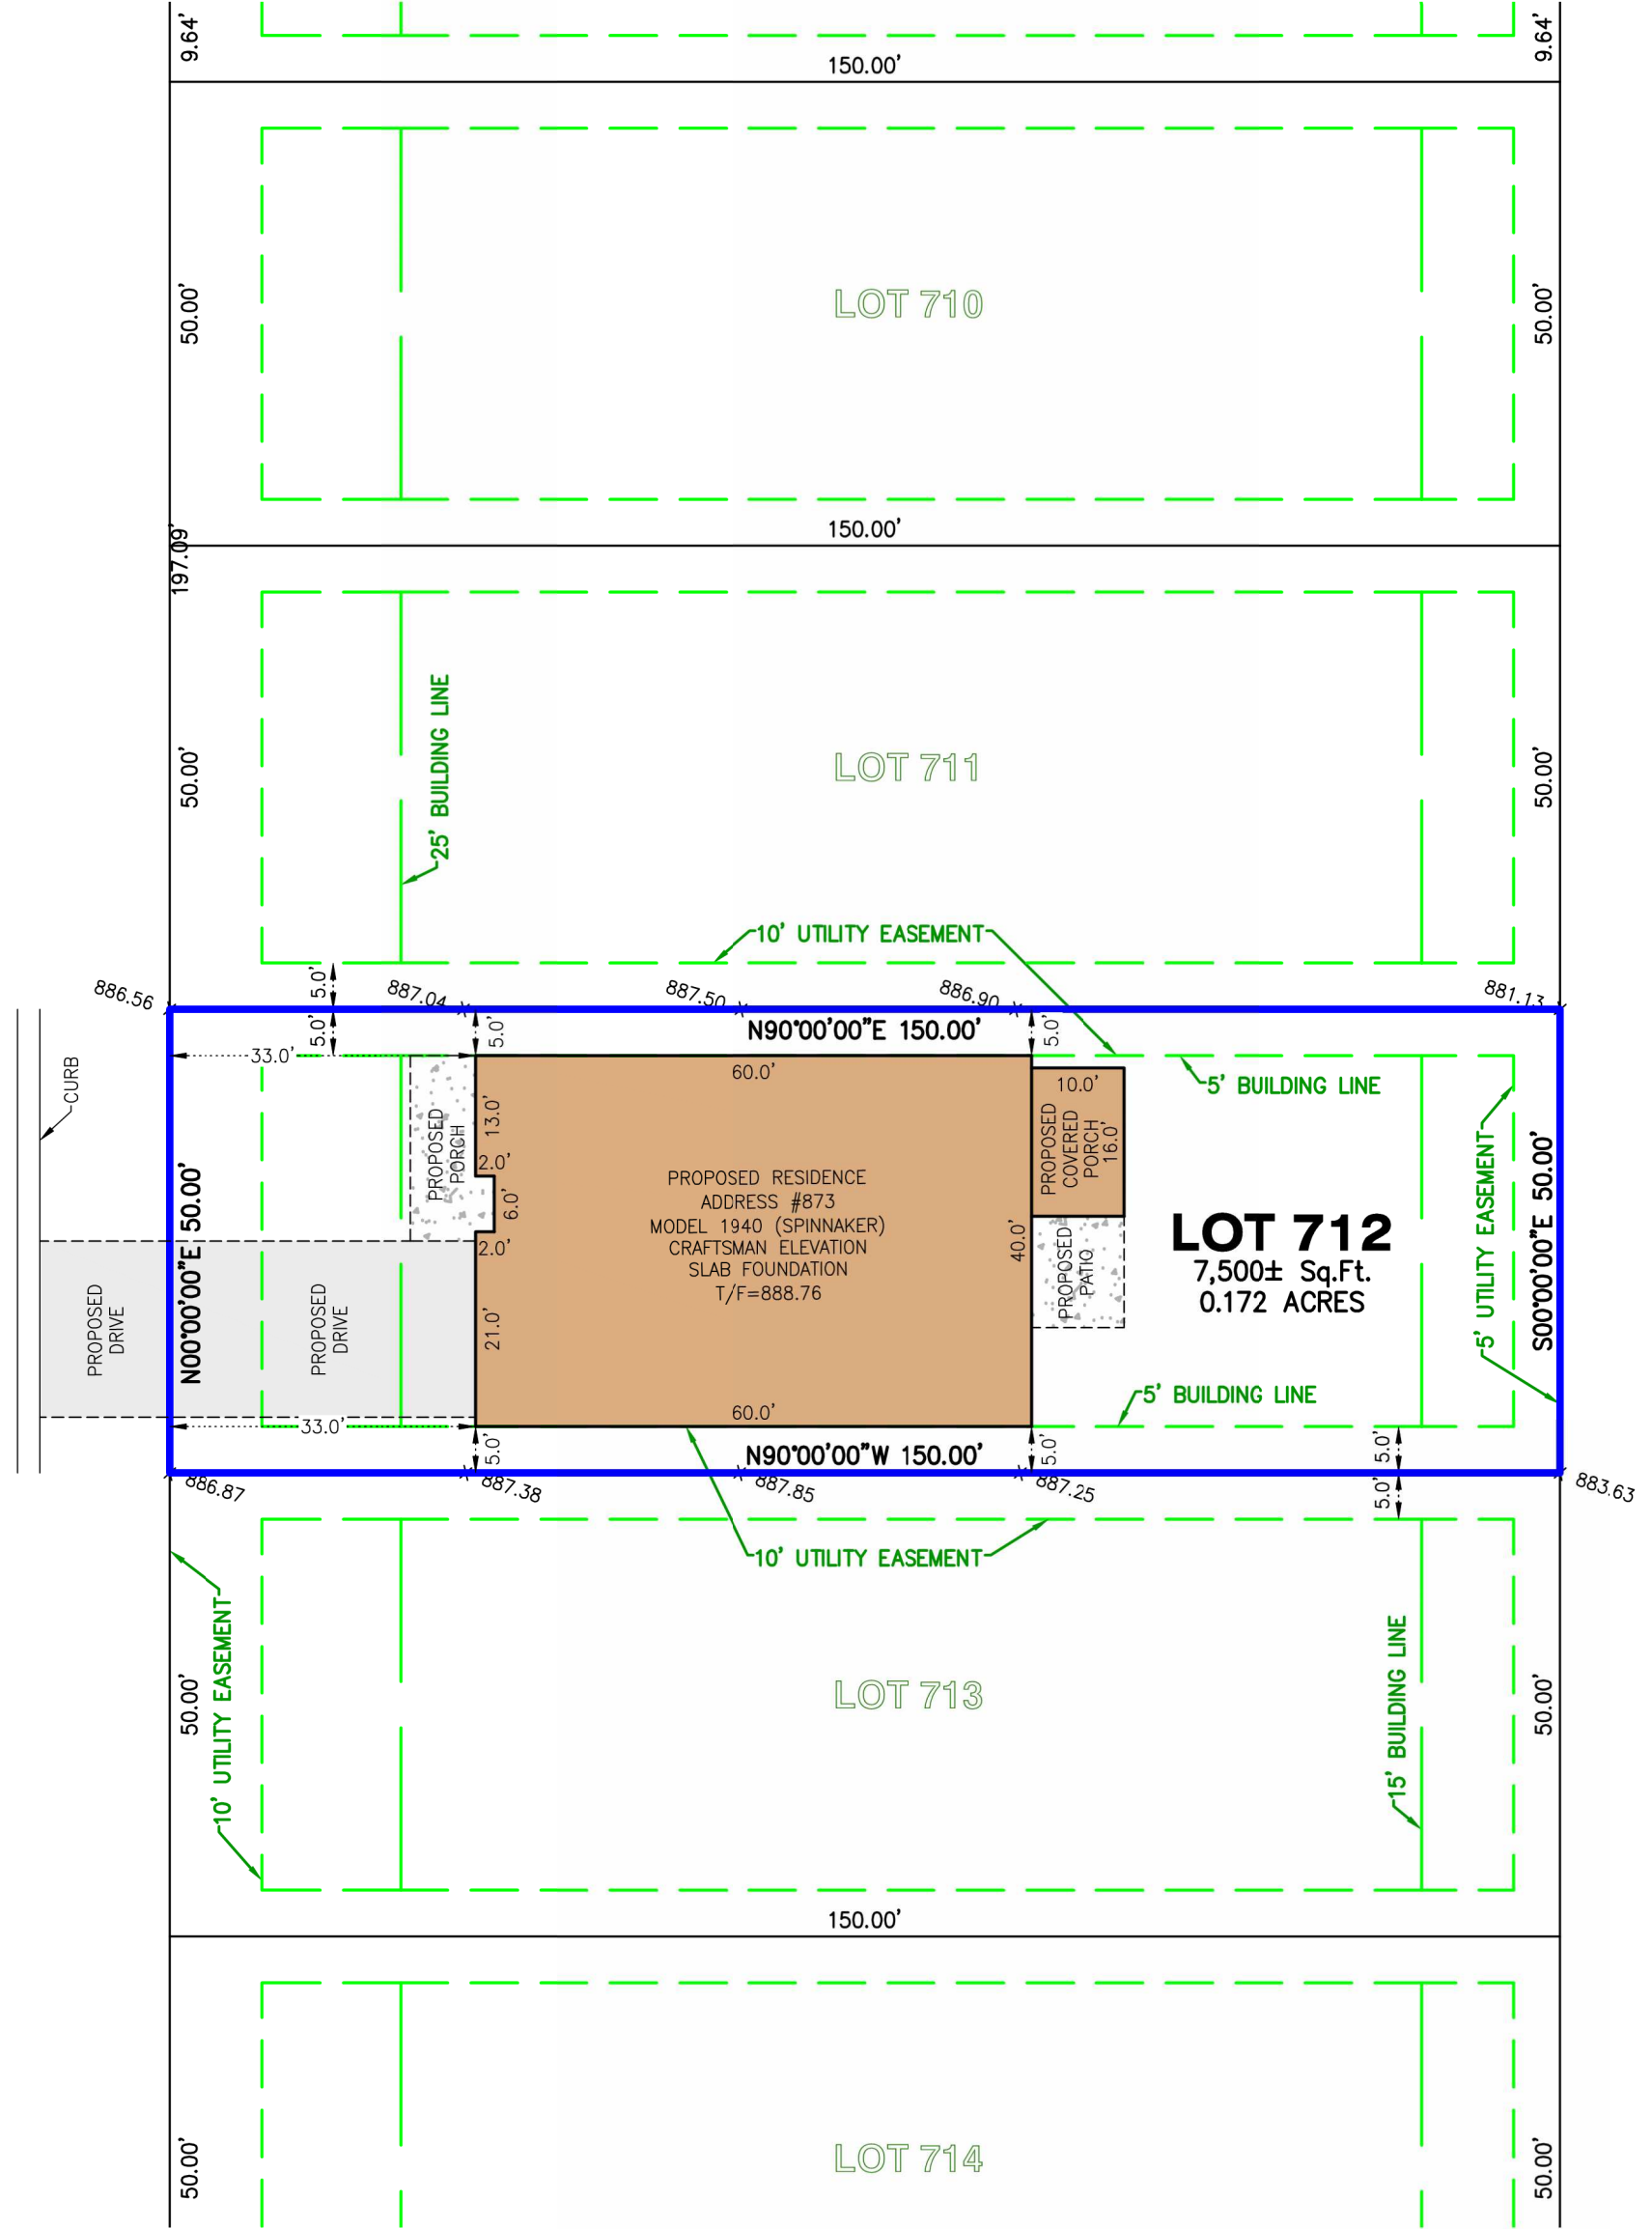 9.64'
9.64'
150.00'
50.00'
LOT 710
50.00'
150.00'
197.09'
25' BUILDING LINE
50.00'
LOT 711
50.00'
10' UTILITY EASEMENT
886.56
5.0'
887.04
887.50
886.90
881.13
5.0'
5.0'
N90°00'00"E 150.00'
5.0'
33.0'
CURB
60.0'
10.0'
5' BUILDING LINE
PROPOSED
PORCH
13.0'
2.0'
6.0'
2.0'
21.0'
PROPOSED
COVERED
PORCH
16.0'
PROPOSED RESIDENCE
ADDRESS #873
MODEL 1940 (SPINNAKER)
CRAFTSMAN ELEVATION
SLAB FOUNDATION
T/F=888.76
40.0'
PROPOSED
PATIO
LOT 712
7,500± Sq.Ft.
0.172 ACRES
5' UTILITY EASEMENT
S00°00'00"E 50.00'
N00°00'00"E 50.00'
PROPOSED
DRIVE
PROPOSED
DRIVE
5' BUILDING LINE
33.0'
60.0'
5.0'
N90°00'00"W 150.00'
5.0'
5.0'
886.87
887.38
887.85
887.25
5.0'
883.63
10' UTILITY EASEMENT
10' UTILITY EASEMENT
50.00'
LOT 713
15' BUILDING LINE
50.00'
150.00'
50.00'
LOT 714
50.00'